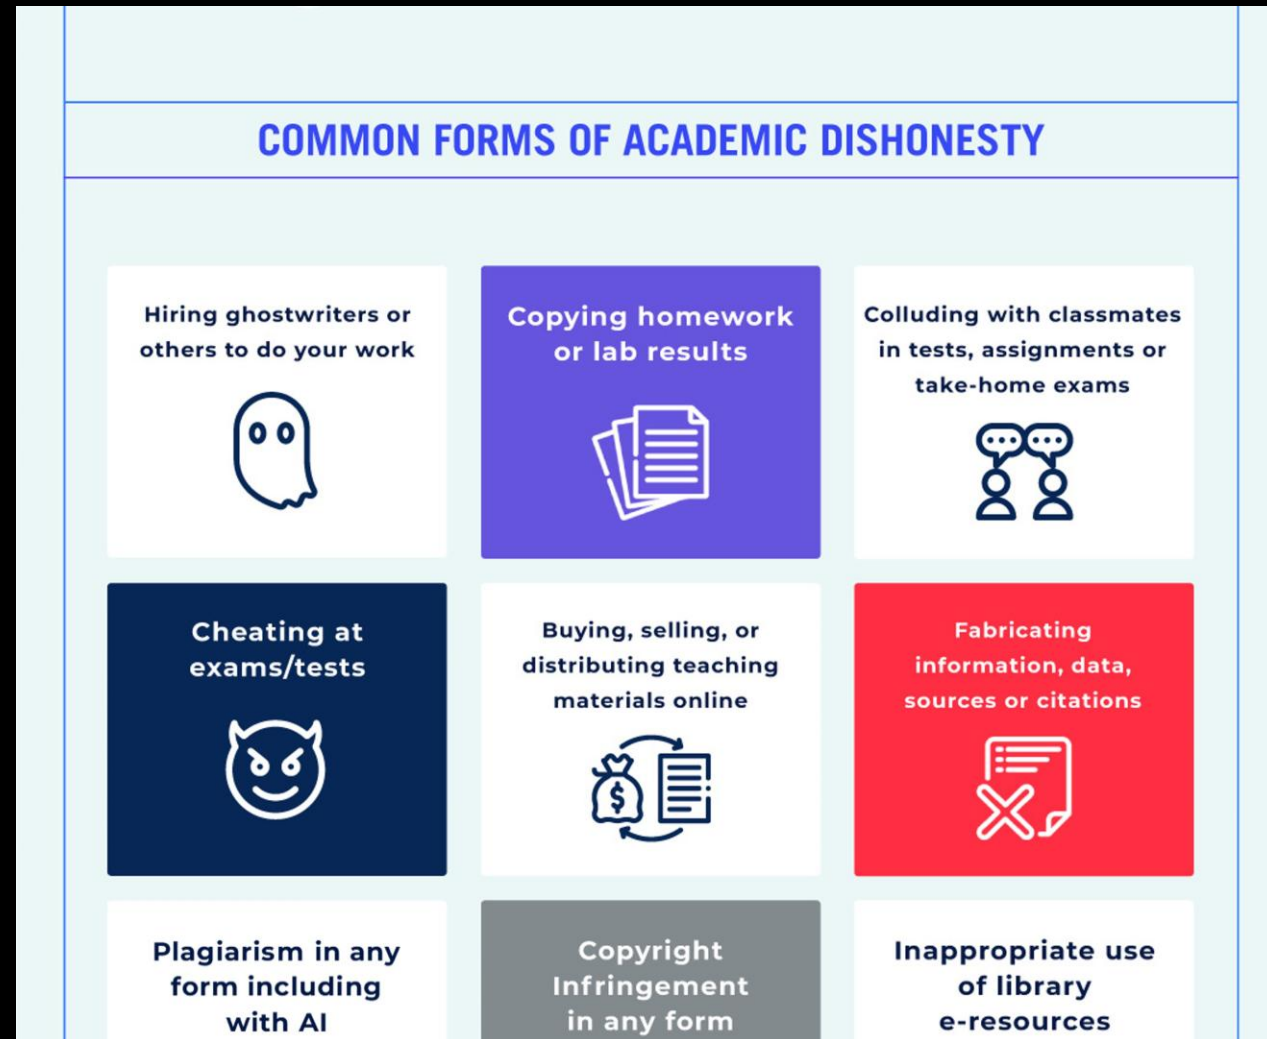 COMMON FORMS OF ACADEMIC DISHONESTY
Hiring ghostwriters or
others to do your work
Copying homework
or lab results
Colluding with classmates
in tests, assignments or
take-home exams
Cheating at
exams/tests
Buying, selling, or
distributing teaching
materials online
$
Fabricating
information, data,
sources or citations
Plagiarism in any
form including
with AI
Copyright
Infringement
in any form
Inappropriate use
of library
e-resources